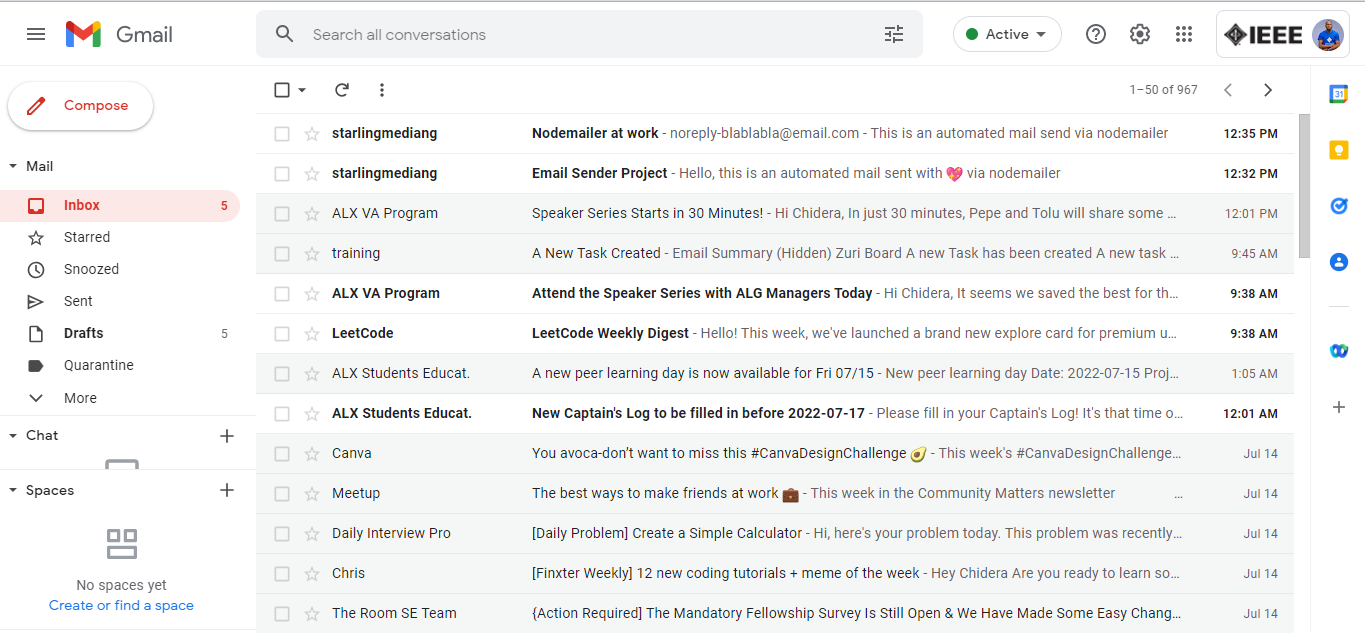 Gmail
Search all conversations
Active
IEEE
Compose
1–50 of 967
31
Mail
Inbox 5
Starred
Snoozed
Sent
Drafts 5
Quarantine
More
Chat
Spaces
No spaces yet
Create or find a space
starlingmediang Nodemailer at work - noreply-blablabla@email.com - This is an automated mail send via nodemailer 12:35 PM
starlingmediang Email Sender Project - Hello, this is an automated mail sent with 💖 via nodemailer 12:32 PM
ALX VA Program Speaker Series Starts in 30 Minutes! - Hi Chidera, In just 30 minutes, Pepe and Tolu will share some ... 12:01 PM
training A New Task Created - Email Summary (Hidden) Zuri Board A new Task has been created A new task ... 9:45 AM
ALX VA Program Attend the Speaker Series with ALG Managers Today - Hi Chidera, It seems we saved the best for th... 9:38 AM
LeetCode LeetCode Weekly Digest - Hello! This week, we've launched a brand new explore card for premium u... 9:38 AM
ALX Students Educat. A new peer learning day is now available for Fri 07/15 - New peer learning day Date: 2022-07-15 Proj... 1:05 AM
ALX Students Educat. New Captain's Log to be filled in before 2022-07-17 - Please fill in your Captain's Log! It's that time o... 12:01 AM
Canva You avoca-don’t want to miss this #CanvaDesignChallenge 🥑 - This week's #CanvaDesignChallenge... Jul 14
Meetup The best ways to make friends at work 💼 - This week in the Community Matters newsletter ... Jul 14
Daily Interview Pro [Daily Problem] Create a Simple Calculator - Hi, here's your problem today. This problem was recently... Jul 14
Chris [Finxter Weekly] 12 new coding tutorials + meme of the week - Hey Chidera Are you ready to learn so... Jul 14
The Room SE Team {Action Required] The Mandatory Fellowship Survey Is Still Open & We Have Made Some Easy Chang... Jul 14